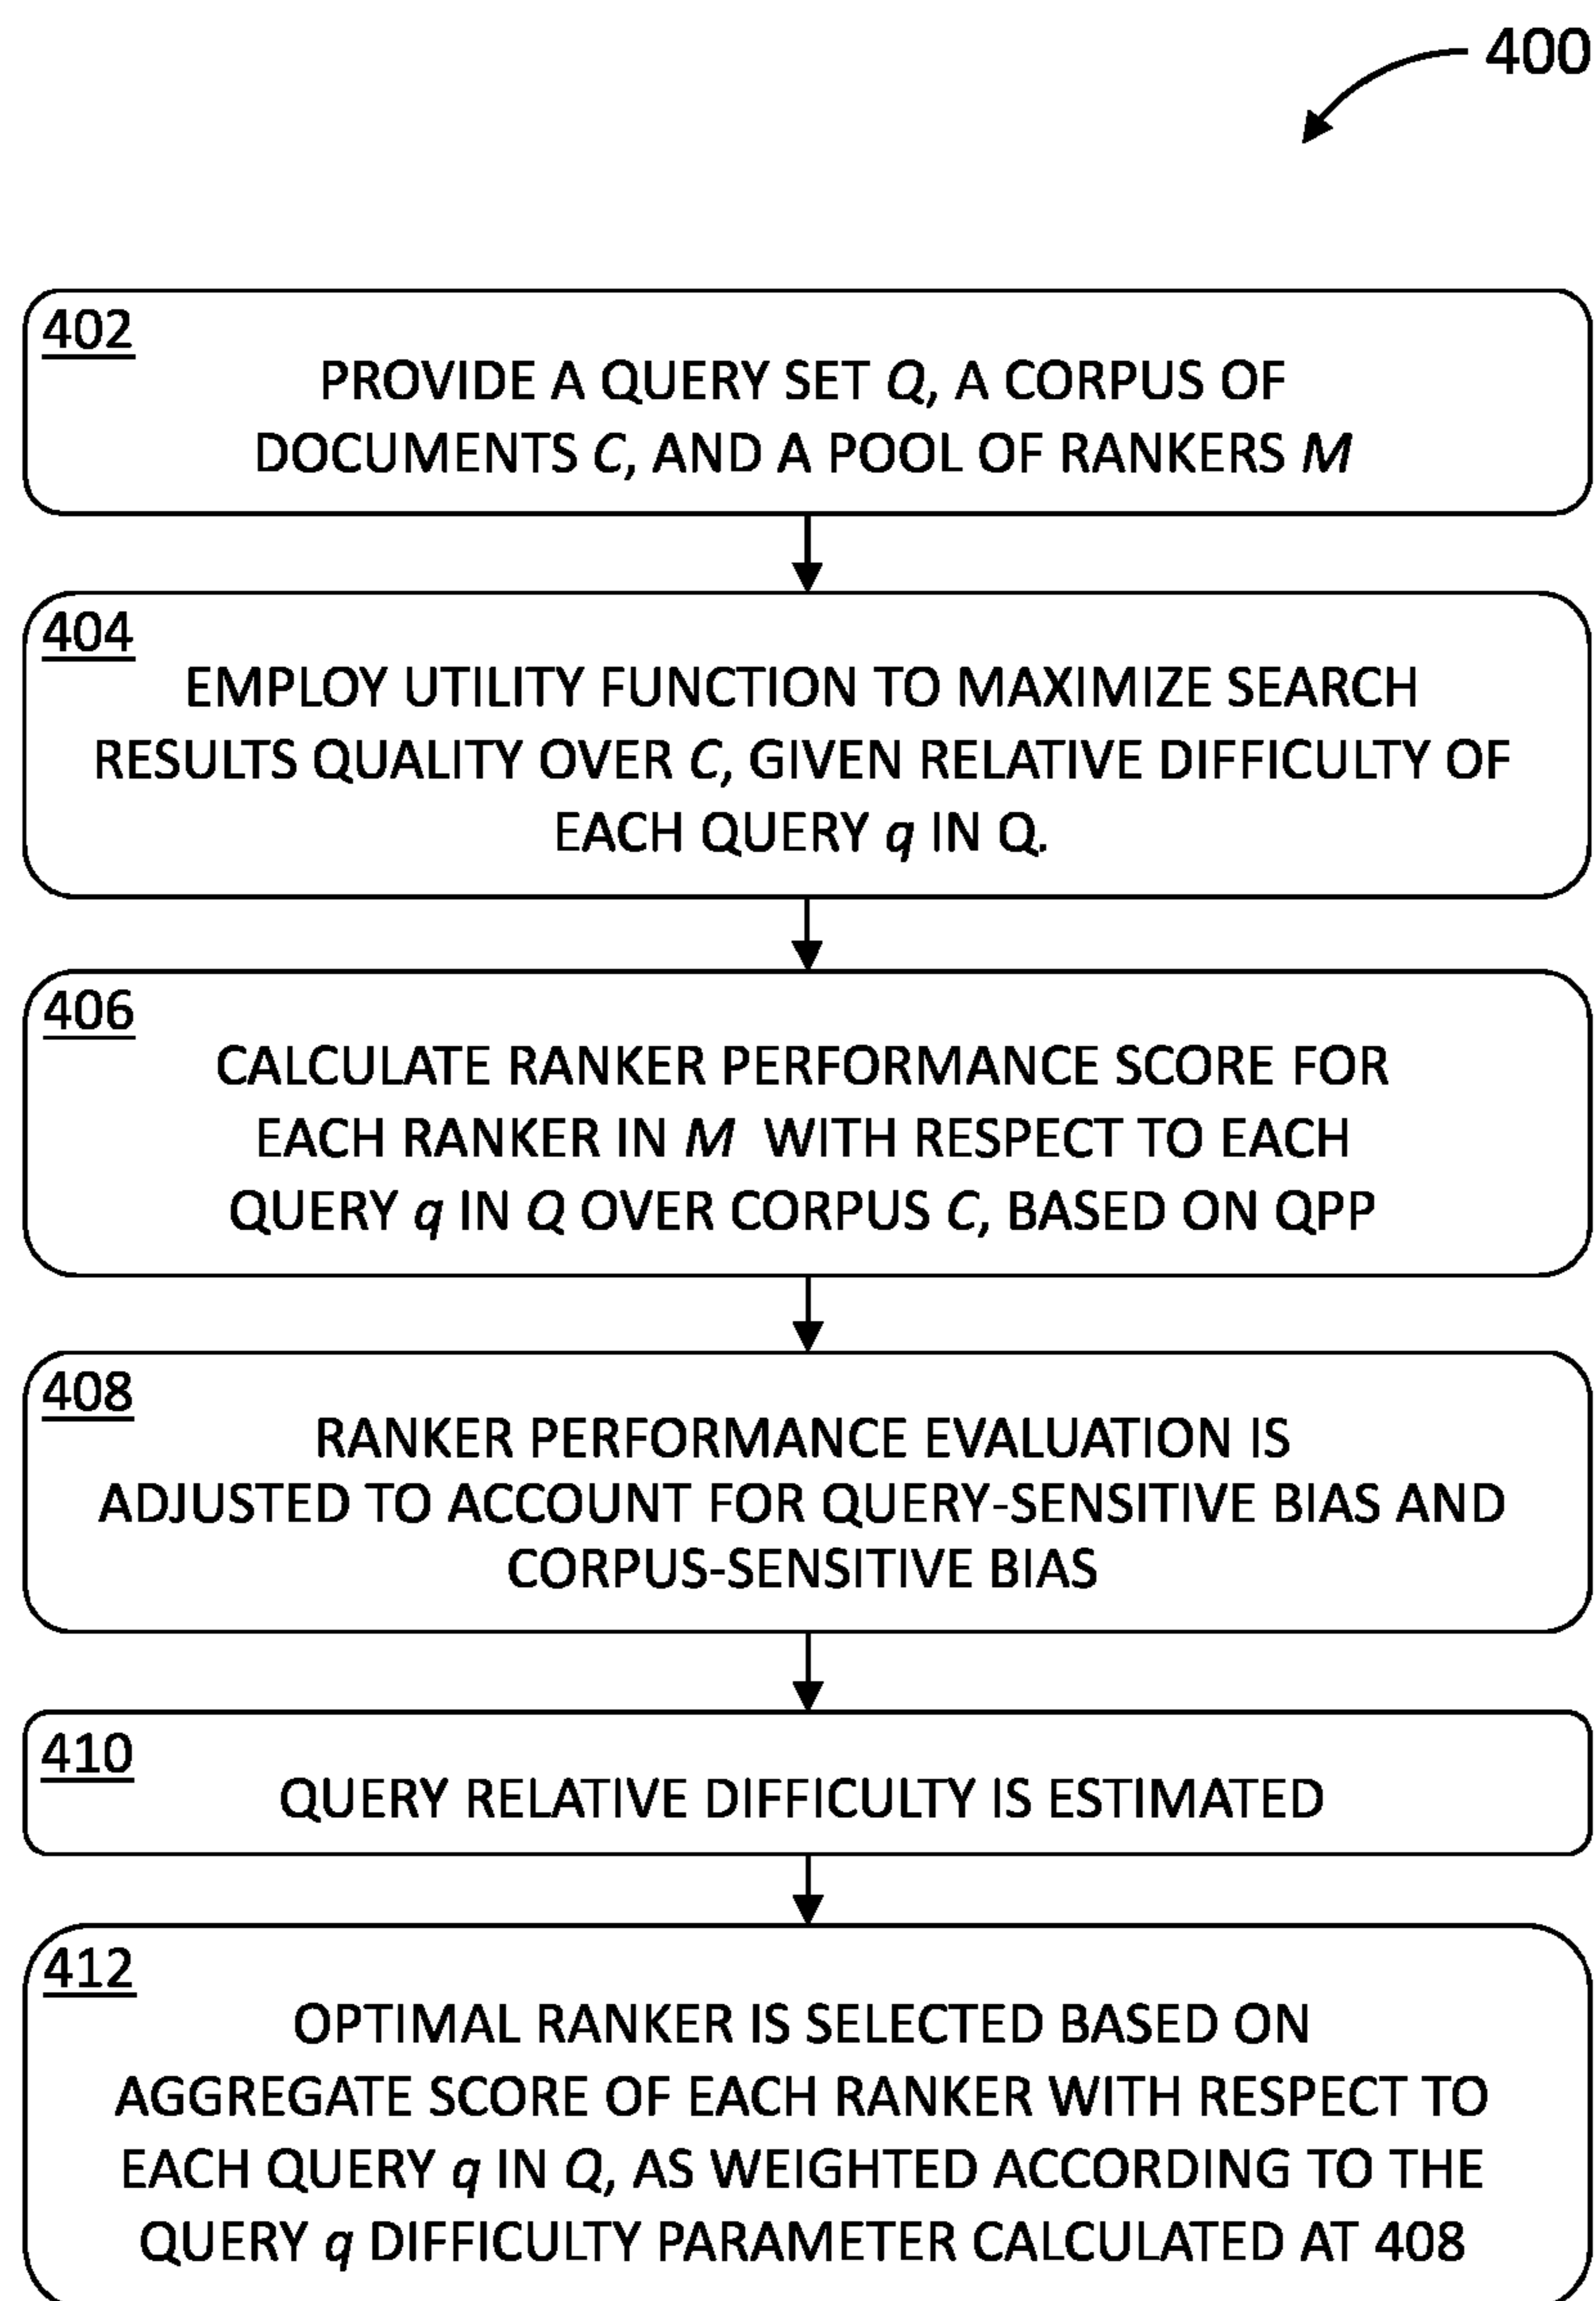 400
402
PROVIDE A QUERY SET Q, A CORPUS OF
DOCUMENTS C, AND A POOL OF RANKERS M
404
EMPLOY UTILITY FUNCTION TO MAXIMIZE SEARCH
RESULTS QUALITY OVER C, GIVEN RELATIVE DIFFICULTY OF
EACH QUERY q IN Q.
406
CALCULATE RANKER PERFORMANCE SCORE FOR
EACH RANKER IN M WITH RESPECT TO EACH
QUERY q IN Q OVER CORPUS C, BASED ON QPP
408
RANKER PERFORMANCE EVALUATION IS
ADJUSTED TO ACCOUNT FOR QUERY-SENSITIVE BIAS AND
CORPUS-SENSITIVE BIAS
410
QUERY RELATIVE DIFFICULTY IS ESTIMATED
412
OPTIMAL RANKER IS SELECTED BASED ON
AGGREGATE SCORE OF EACH RANKER WITH RESPECT TO
EACH QUERY q IN Q, AS WEIGHTED ACCORDING TO THE
QUERY q DIFFICULTY PARAMETER CALCULATED AT 408